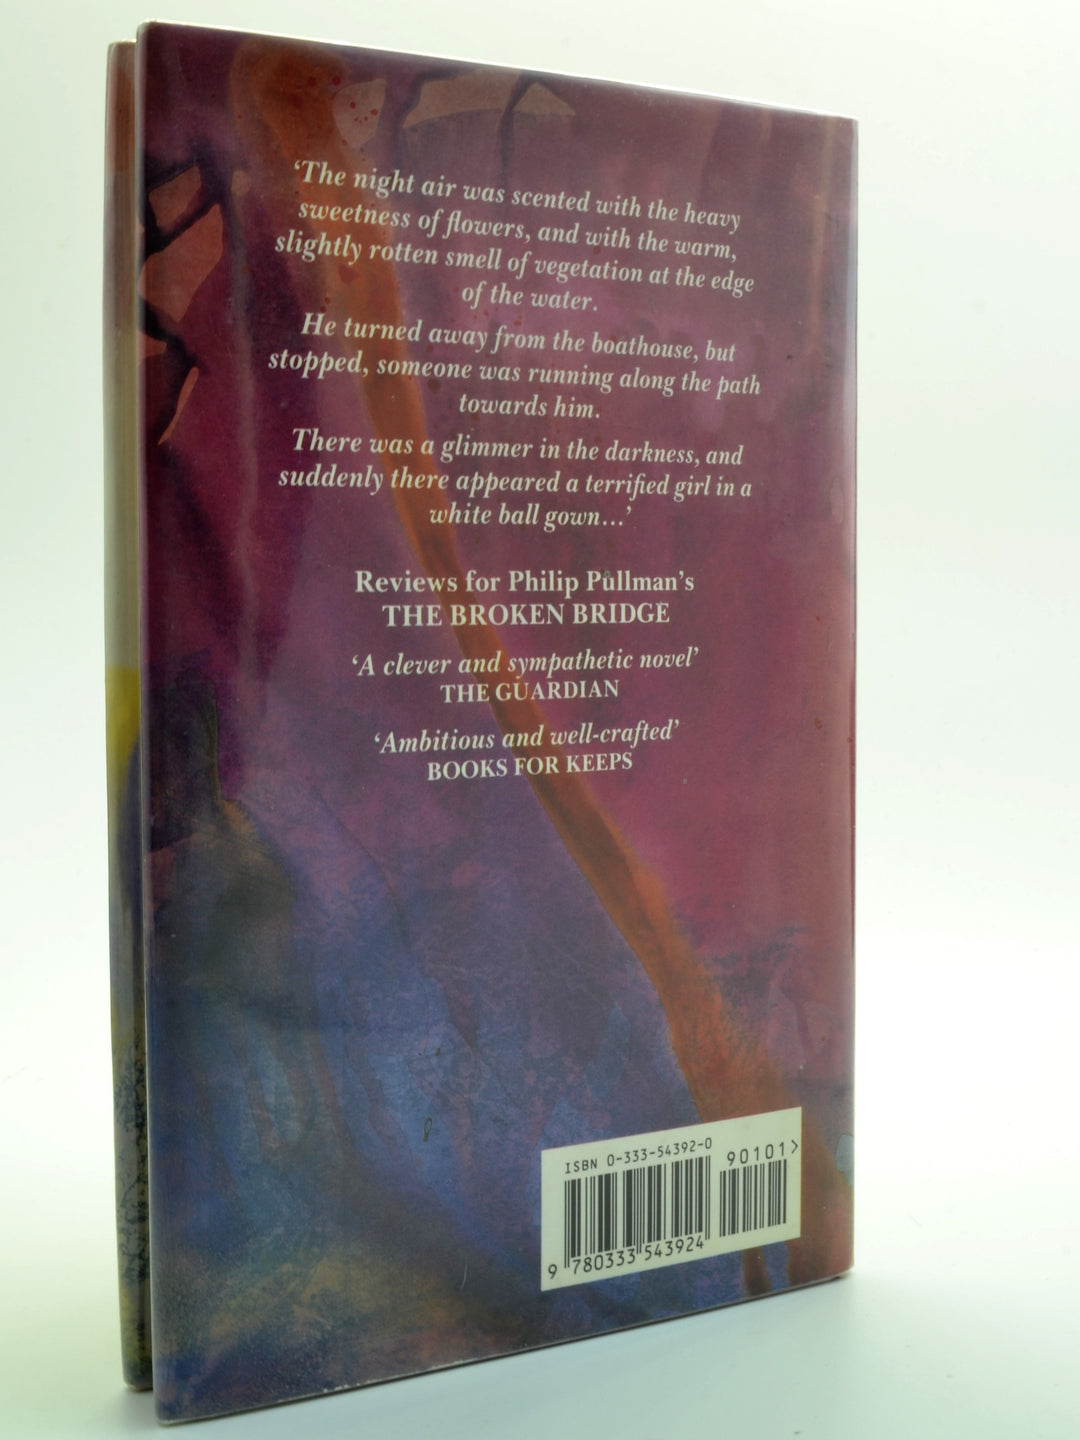 ‘The night air was scented with the heavy
sweetness of flowers, and with the warm,
slightly rotten smell of vegetation at the edge
of the water.
He turned away from the boathouse, but
stopped, someone was running along the path
towards him.
There was a glimmer in the darkness, and
suddenly there appeared a terrified girl in a
white ball gown...’
Reviews for Philip Pullman’s
THE BROKEN BRIDGE
‘A clever and sympathetic novel’
THE GUARDIAN
‘Ambitious and well-crafted’
BOOKS FOR KEEPS
ISBN 0-333-54392-0
90101>
9 780333 543924